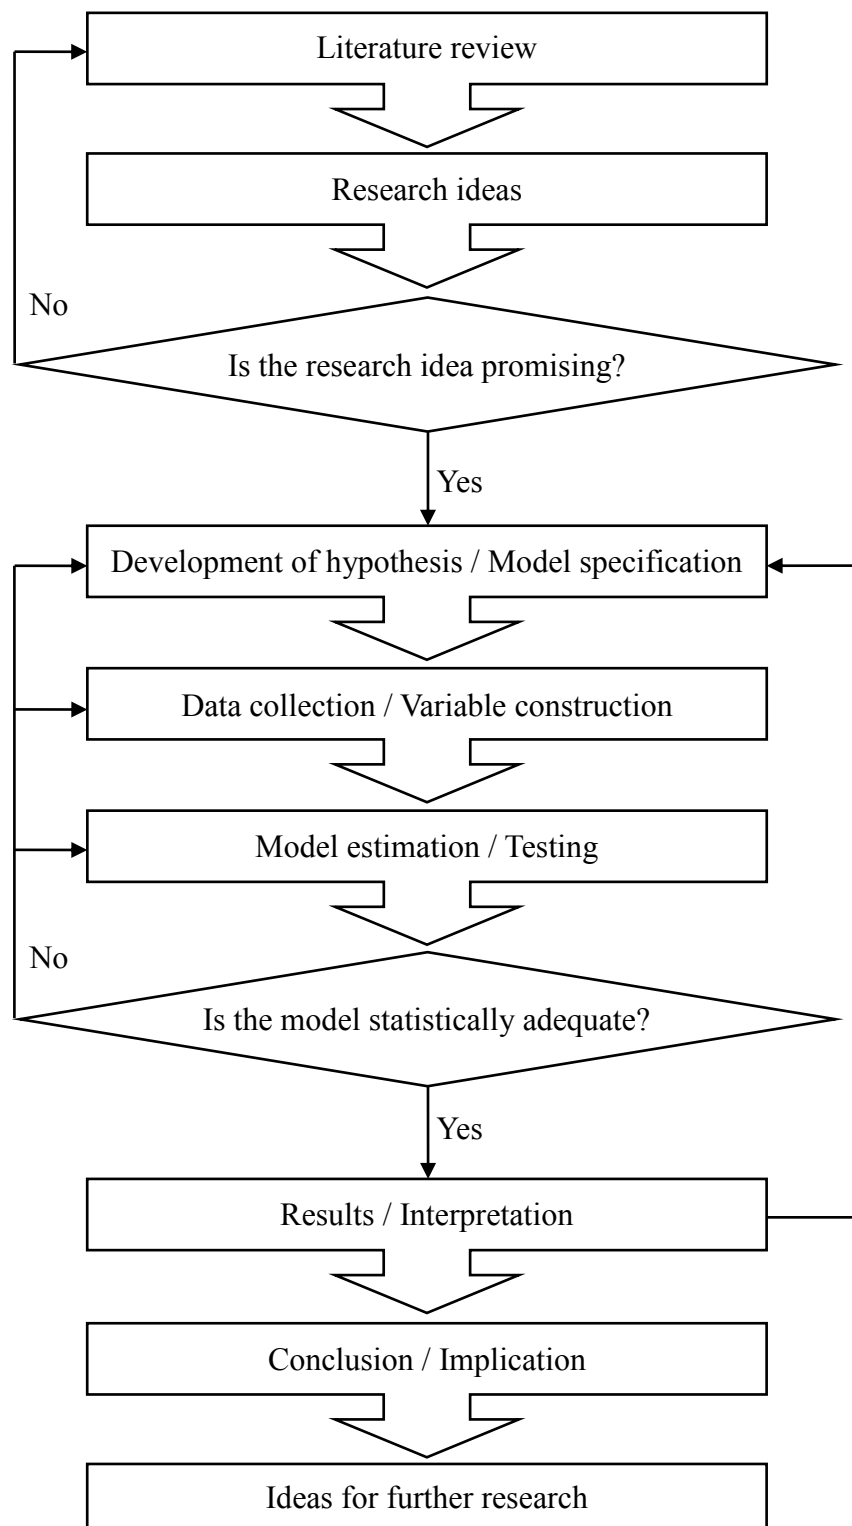 Literature review
Research ideas
No
Is the research idea promising?
Yes
Development of hypothesis / Model specification
Data collection / Variable construction
Model estimation / Testing
No
Is the model statistically adequate?
Yes
Results / Interpretation
Conclusion / Implication
Ideas for further research